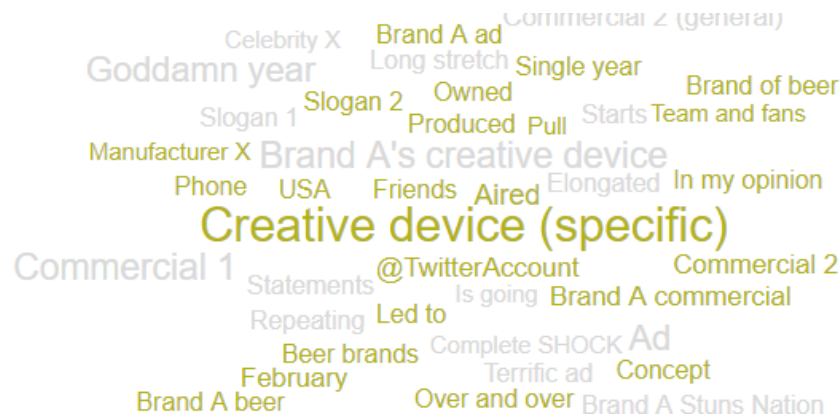 Commercial 2 (general)
Celebrity X Brand A ad
Goddamn year Long stretch Single year
Brand of beer
Slogan 1 Slogan 2 Owned Starts Team and fans
Produced Pull
Manufacturer X Brand A's creative device
Phone USA Friends Aired Elongated In my opinion
Creative device (specific)
Commercial 1 @TwitterAccount Commercial 2
Statements Is going Brand A commercial
Repeating Led to
Beer brands Complete SHOCK Ad
February Terrific ad Concept
Brand A beer Over and over Brand A Stuns Nation